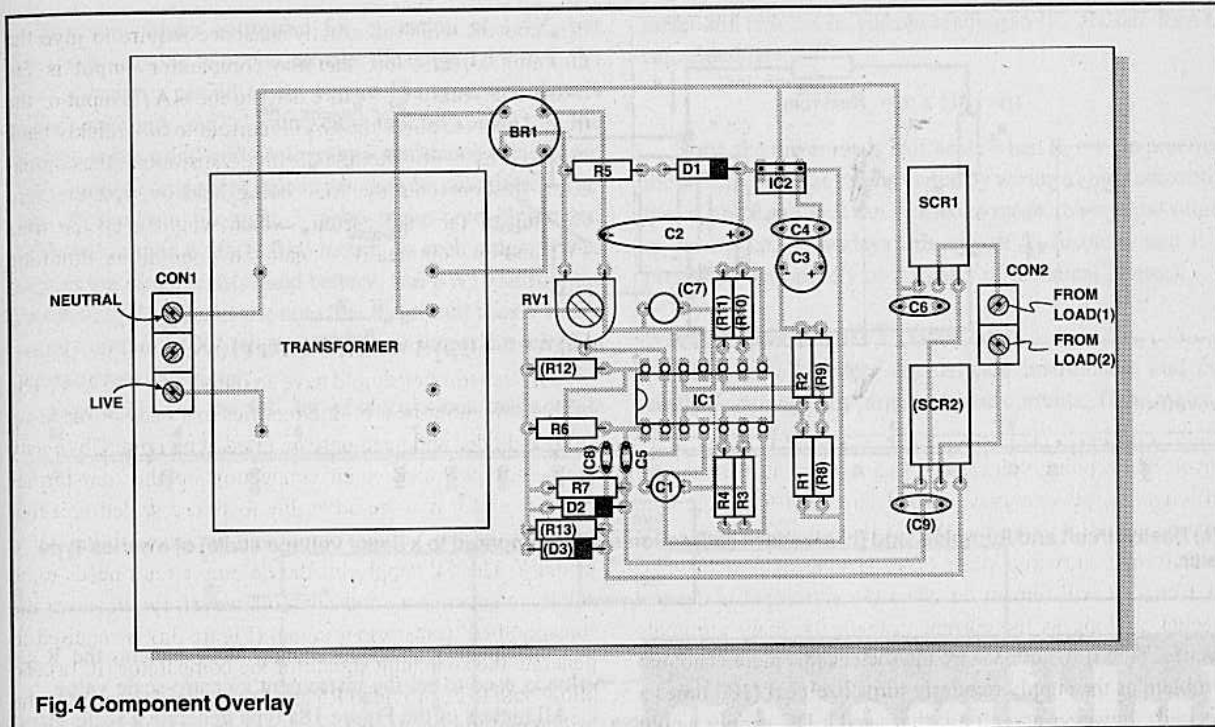 BR1
R5
D1
IC2
SCR1
C2
+
C4
C3
CON1
NEUTRAL
TRANSFORMER
LIVE
RV1
(C7)
(R11)
(R10)
C6
CON2
FROM
LOAD(1)
FROM
LOAD(2)
(R12)
IC1
R2
(R9)
(SCR2)
R6
(C8)
C5
R7
C1
R4
R3
R1
(R8)
D2
(R13)
(D3)
(C9)
Fig.4 Component Overlay